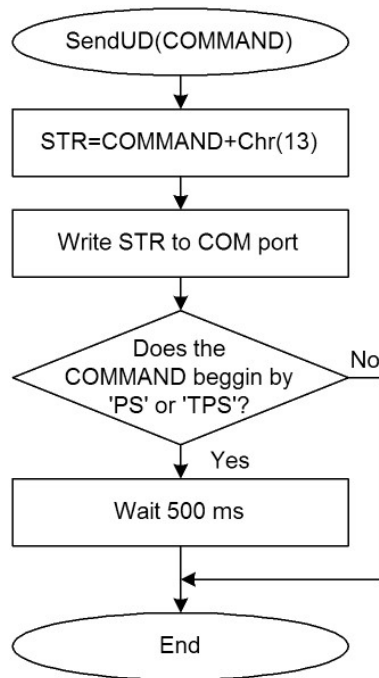 SendUD(COMMAND)
STR=COMMAND+Chr(13)
Write STR to COM port
Does the
COMMAND beggin by
'PS' or 'TPS'?
No
Yes
Wait 500 ms
End